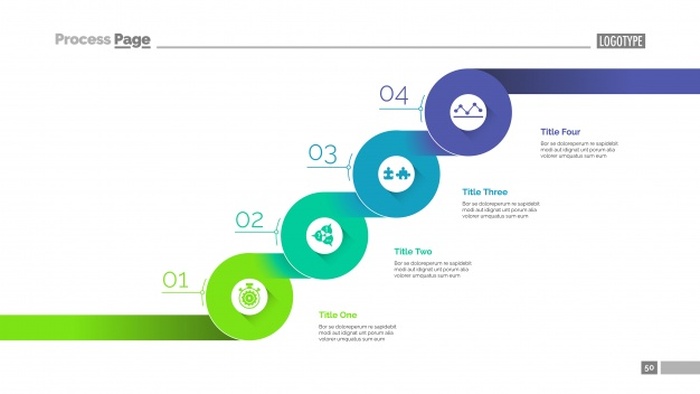 Process Page
LOGOTYPE
04
Title Four
Bor se doloreperum re sapidebit
modi aut idignat unt porum alia
volorer umquatus sum eum
03
Title Three
Bor se doloreperum re sapidebit
modi aut idignat unt porum alia
volorer umquatus sum eum
02
Title Two
Bor se doloreperum re sapidebit
modi aut idignat unt porum alia
volorer umquatus sum eum
01
Title One
Bor se doloreperum re sapidebit
modi aut idignat unt porum alia
volorer umquatus sum eum
50